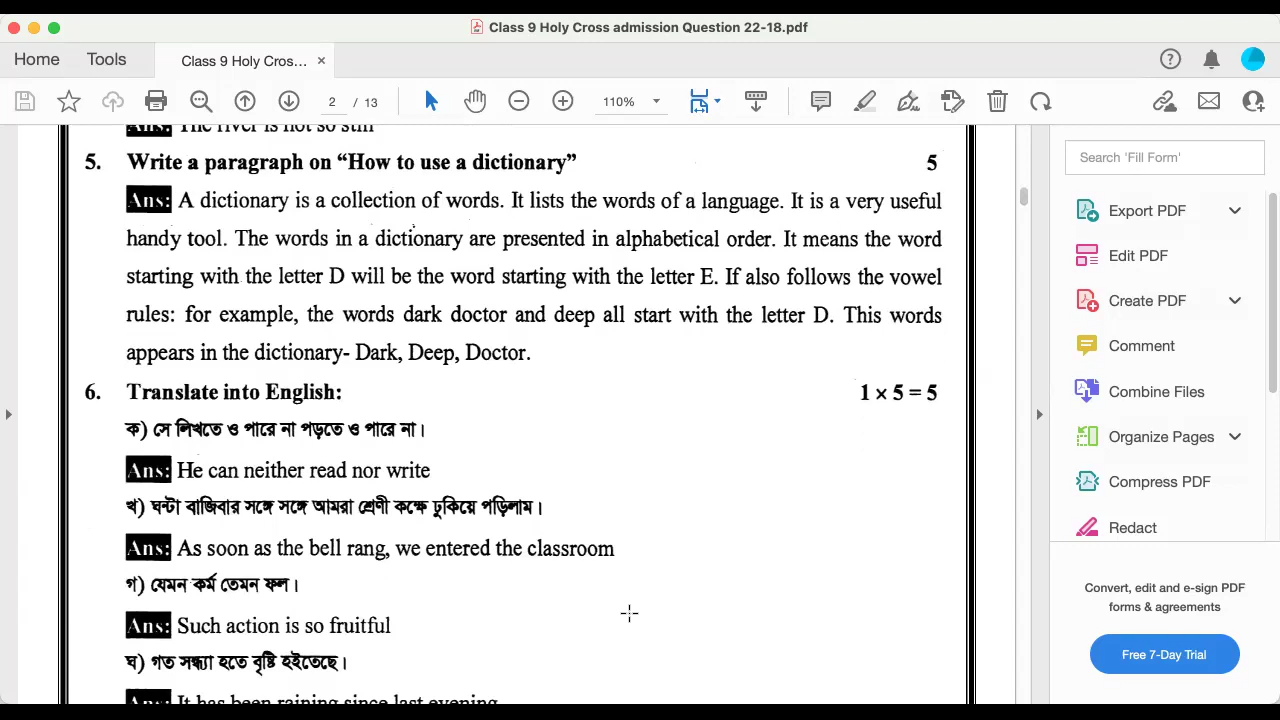 Class 9 Holy Cross admission Question 22-18.pdf
Home
Tools
Class 9 Holy Cros... ×
2 / 13
110%
Ans: The river is not so still
5. Write a paragraph on “How to use a dictionary” 5
Ans: A dictionary is a collection of words. It lists the words of a language. It is a very useful
handy tool. The words in a dictionary are presented in alphabetical order. It means the word
starting with the letter D will be the word starting with the letter E. If also follows the vowel
rules: for example, the words dark doctor and deep all start with the letter D. This words
appears in the dictionary- Dark, Deep, Doctor.
6. Translate into English: 1 × 5 = 5
ক) সে লিখতে ও পারে না পড়তে ও পারে না।
Ans: He can neither read nor write
খ) ঘন্টা বাজিবার সঙ্গে সঙ্গে আমরা শ্রেণী কক্ষে ঢুকিয়ে পড়িলাম।
Ans: As soon as the bell rang, we entered the classroom
গ) যেমন কর্ম তেমন ফল।
Ans: Such action is so fruitful
ঘ) গত সন্ধ্যা হতে বৃষ্টি হইতেছে।
Ans: It has been raining since last evening
Search 'Fill Form'
Export PDF
Edit PDF
Create PDF
Comment
Combine Files
Organize Pages
Compress PDF
Redact
Convert, edit and e-sign PDF
forms & agreements
Free 7-Day Trial